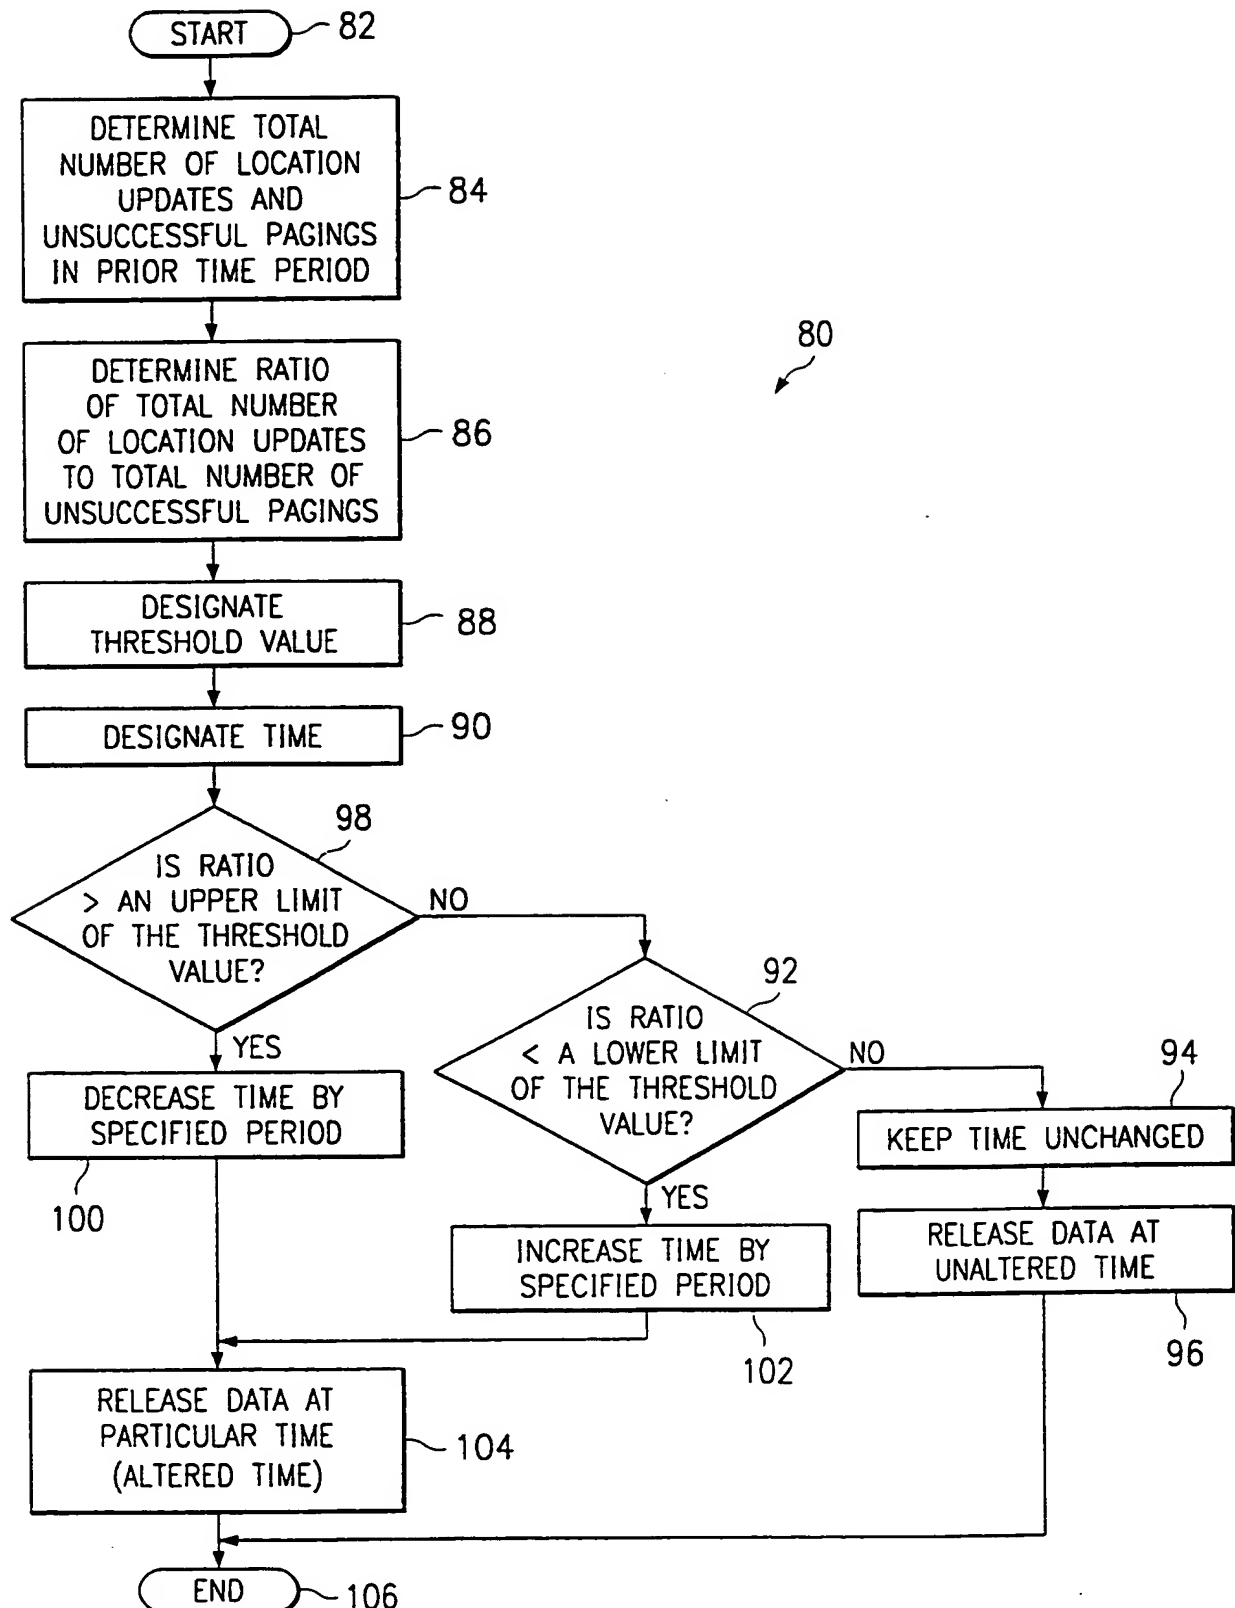 START
82
DETERMINE TOTAL
NUMBER OF LOCATION
UPDATES AND
UNSUCCESSFUL PAGINGS
IN PRIOR TIME PERIOD
84
80
DETERMINE RATIO
OF TOTAL NUMBER
OF LOCATION UPDATES
TO TOTAL NUMBER OF
UNSUCCESSFUL PAGINGS
86
DESIGNATE
THRESHOLD VALUE
88
DESIGNATE TIME
90
98
IS RATIO
> AN UPPER LIMIT
OF THE THRESHOLD
VALUE?
NO
YES
92
IS RATIO
< A LOWER LIMIT
OF THE THRESHOLD
VALUE?
NO
YES
94
KEEP TIME UNCHANGED
DECREASE TIME BY
SPECIFIED PERIOD
100
INCREASE TIME BY
SPECIFIED PERIOD
102
RELEASE DATA AT
UNALTERED TIME
96
RELEASE DATA AT
PARTICULAR TIME
(ALTERED TIME)
104
END
106